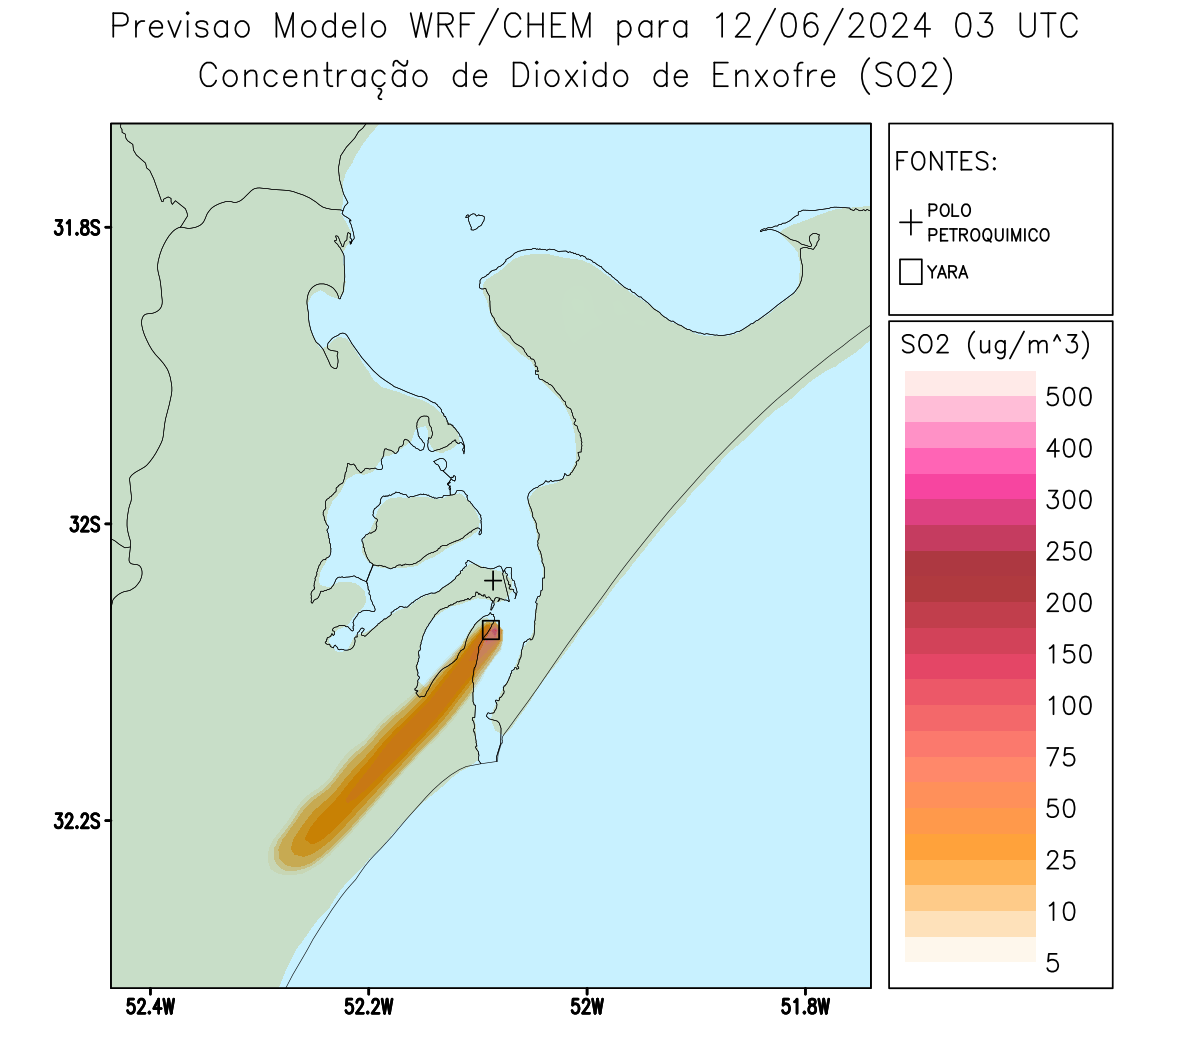 Previsao Modelo WRF/CHEM para 12/06/2024 03 UTC
Concentração de Dioxido de Enxofre (SO2)
FONTES:
POLO
PETROQUIMICO
YARA
31.8S
32S
32.2S
52.4W
52.2W
52W
51.8W
SO2 (ug/m^3)
500
400
300
250
200
150
100
75
50
25
10
5